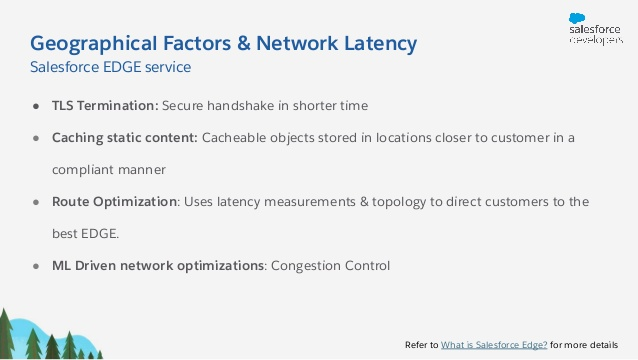 Geographical Factors & Network Latency
Salesforce EDGE service
salesforce
developers
● TLS Termination: Secure handshake in shorter time
● Caching static content: Cacheable objects stored in locations closer to customer in a
compliant manner
● Route Optimization: Uses latency measurements & topology to direct customers to the
best EDGE.
● ML Driven network optimizations: Congestion Control
Refer to What is Salesforce Edge? for more details